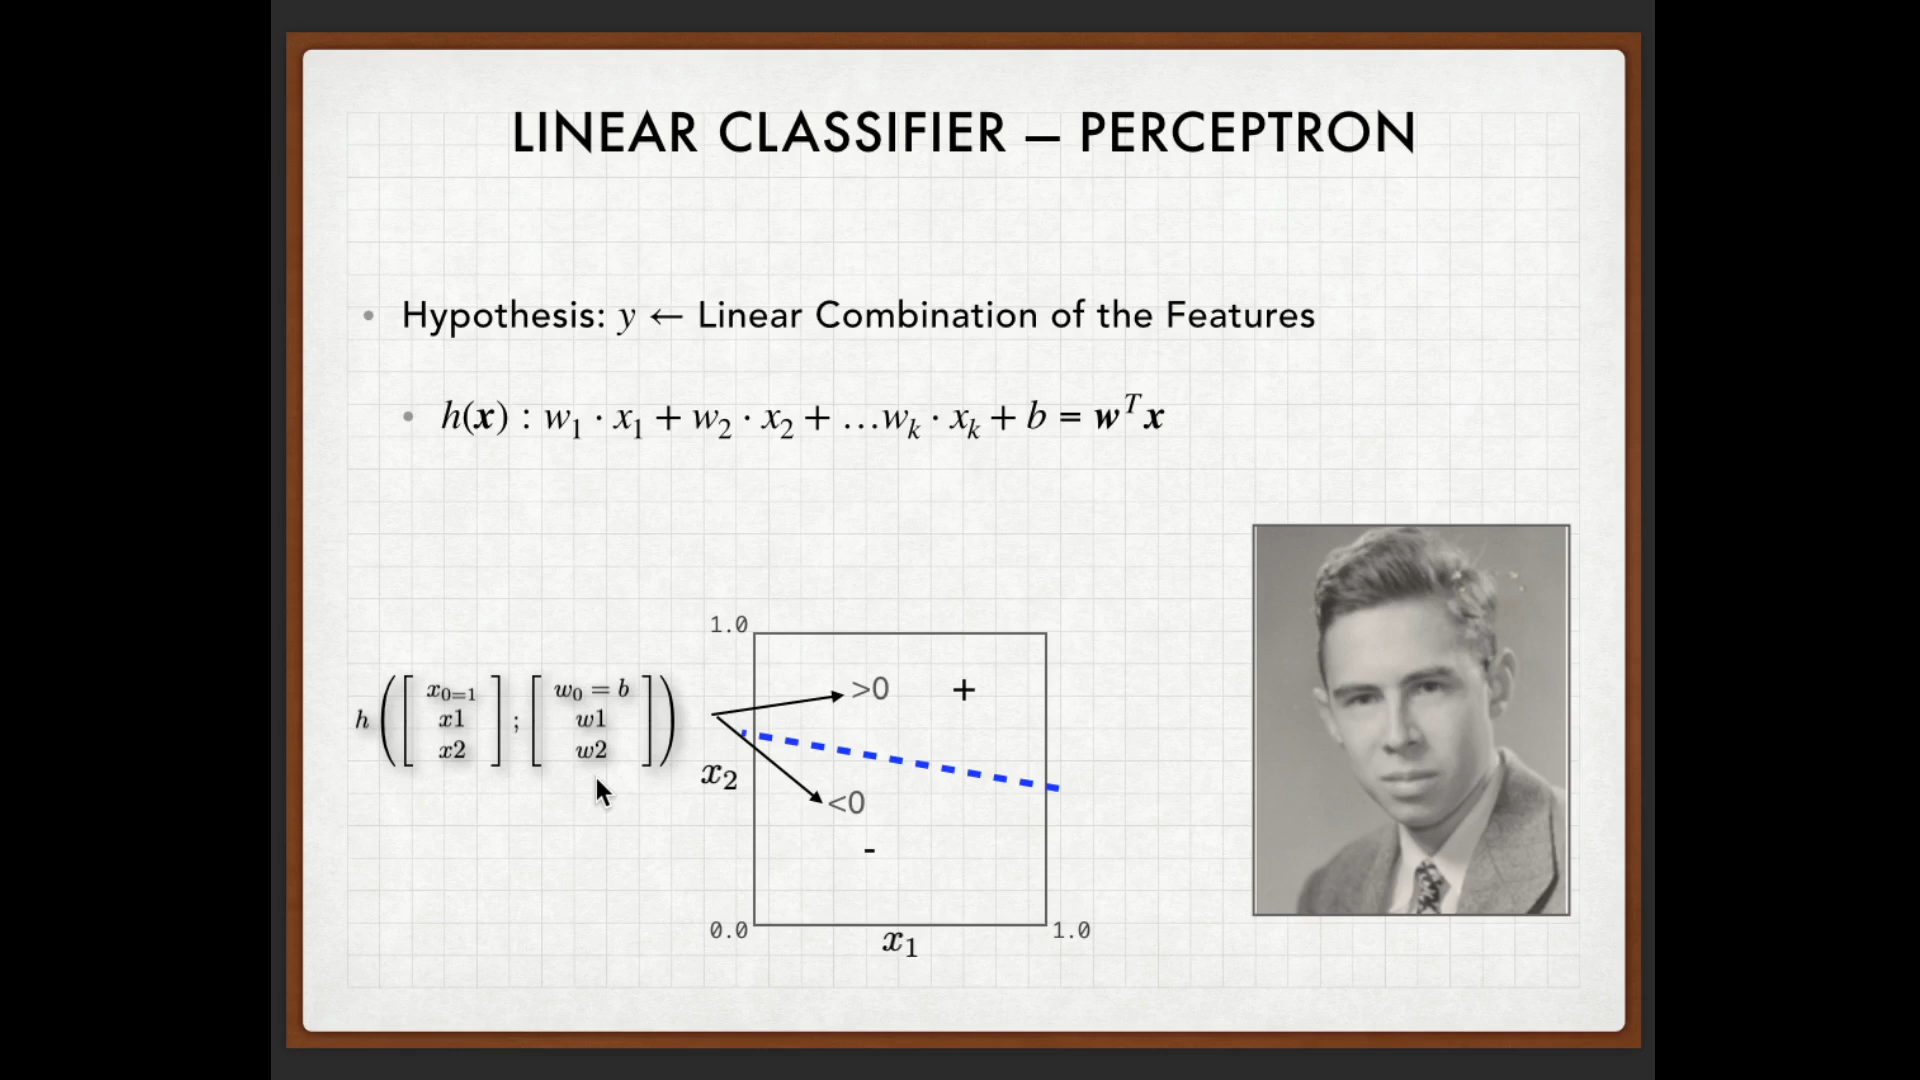 LINEAR CLASSIFIER — PERCEPTRON
• Hypothesis: y ← Linear Combination of the Features
• h(x) : w₁ · x₁ + w₂ · x₂ + …wₖ · xₖ + b = wᵀx
1.0
>0 +
h([x₀₌₁ x1 x2] ; [w₀ = b w1 w2])
x₂
<0
-
0.0 1.0
x₁